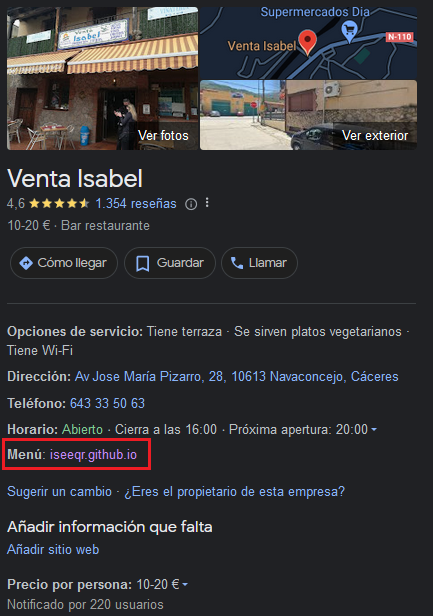 Supermercados Dia
Venta Isabel
N-110
Venta
Isabel
Ver fotos
Ver exterior
Venta Isabel
4,6 1.354 reseñas
10-20 € · Bar restaurante
Cómo llegar
Guardar
Llamar
Opciones de servicio: Tiene terraza · Se sirven platos vegetarianos ·
Tiene Wi-Fi
Dirección: Av Jose María Pizarro, 28, 10613 Navaconcejo, Cáceres
Teléfono: 643 33 50 63
Horario: Abierto · Cierra a las 16:00 · Próxima apertura: 20:00
Menú: iseeqr.github.io
Sugerir un cambio · ¿Eres el propietario de esta empresa?
Añadir información que falta
Añadir sitio web
Precio por persona: 10-20 €
Notificado por 220 usuarios